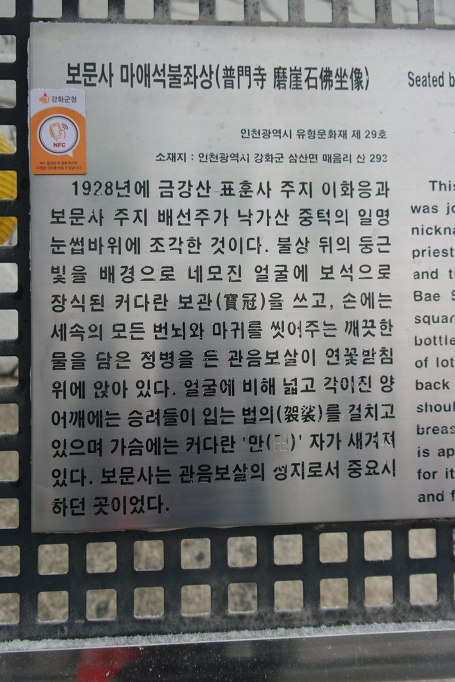 보문사 마애석불좌상(普門寺 磨崖石佛坐像)
강화군청
NFC
인천광역시 유형문화재 제 29호
소재지 : 인천광역시 강화군 삼산면 매음리 산 293
1928년에 금강산 표훈사 주지 이화응과
보문사 주지 배선주가 낙가산 중턱의 일명
눈썹바위에 조각한 것이다. 불상 뒤의 둥근
빛을 배경으로 네모진 얼굴에 보석으로
장식된 커다란 보관(寶冠)을 쓰고, 손에는
세속의 모든 번뇌와 마귀를 씻어주는 깨끗한
물을 담은 정병을 든 관음보살이 연꽃받침
위에 앉아 있다. 얼굴에 비해 넓고 각이진 양
어깨에는 승려들이 입는 법의(袈裟)를 걸치고
있으며 가슴에는 커다란 '만(卍)' 자가 새겨져
있다. 보문사는 관음보살의 성지로서 중요시
하던 곳이었다.
Seated b
This
was jo
nickna
priest
and th
Bae S
squar
bottle
of lot
back
shoul
breas
is ap
for it
and f